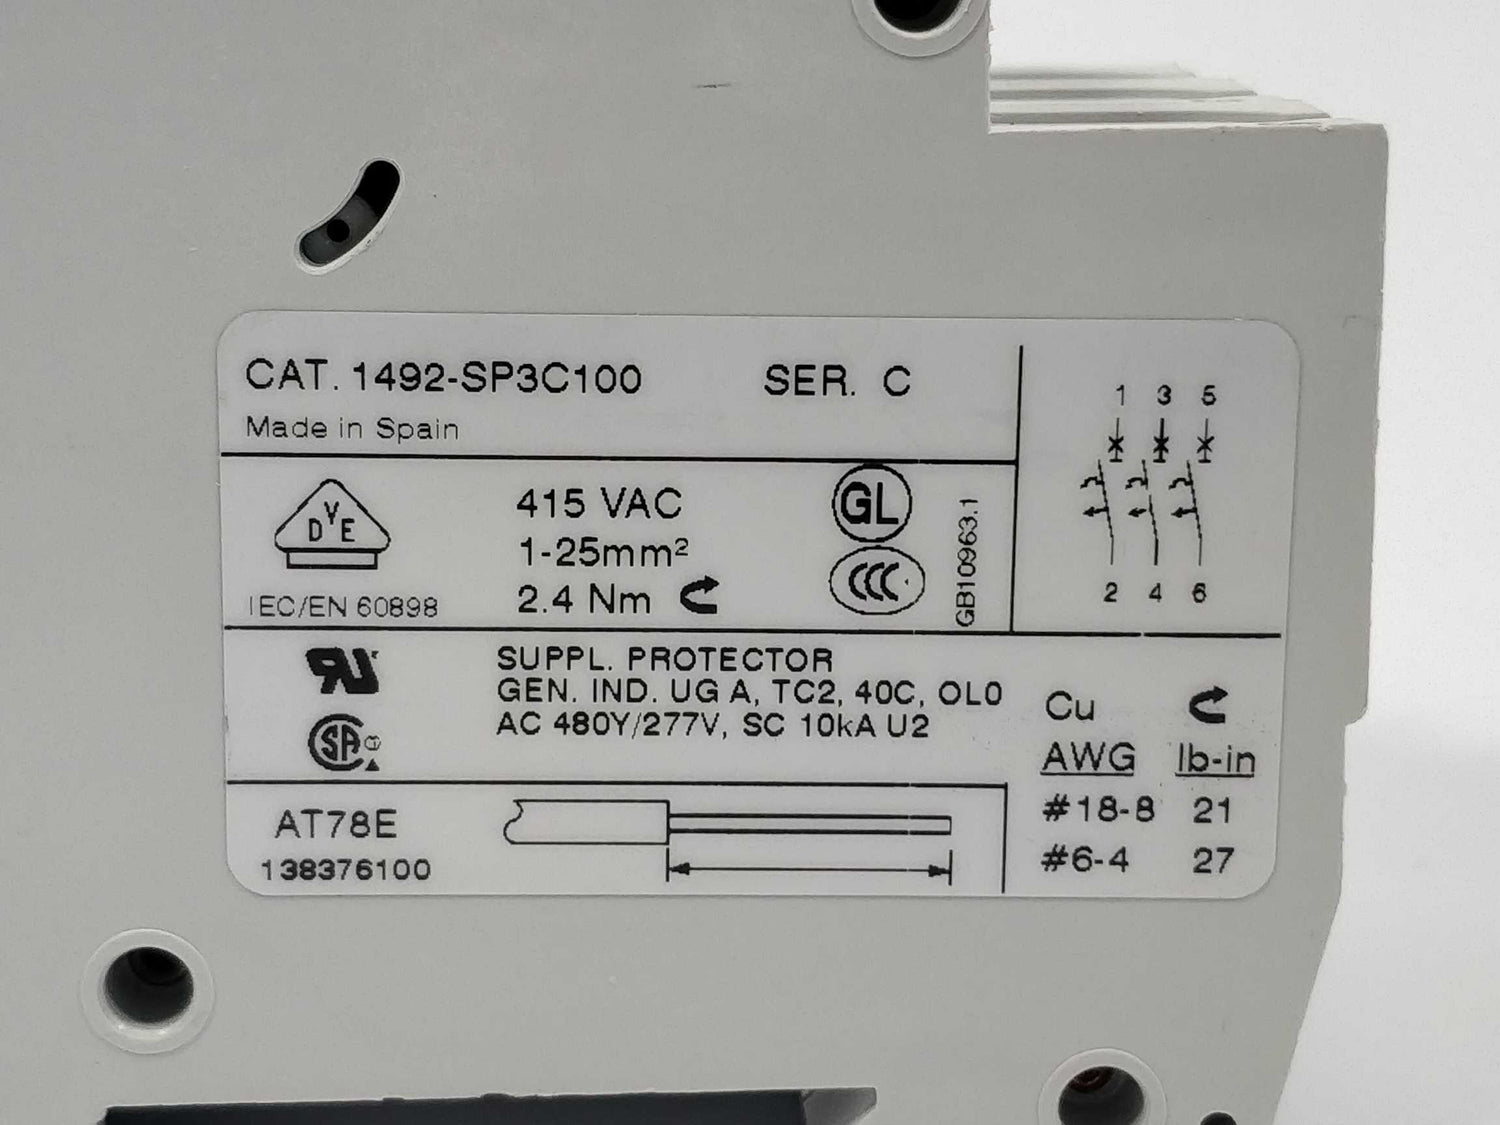 CAT. 1492-SP3C100 SER. C
Made in Spain
1 3 5
2 4 6
DVE
IEC/EN 60898
415 VAC
1-25mm²
2.4 Nm
GL
CCC
GB10963.1
RU
SA
SUPPL. PROTECTOR
GEN. IND. UG A, TC2, 40C, OL0
AC 480Y/277V, SC 10kA U2
Cu
AWG lb-in
#18-8 21
#6-4 27
AT78E
138376100